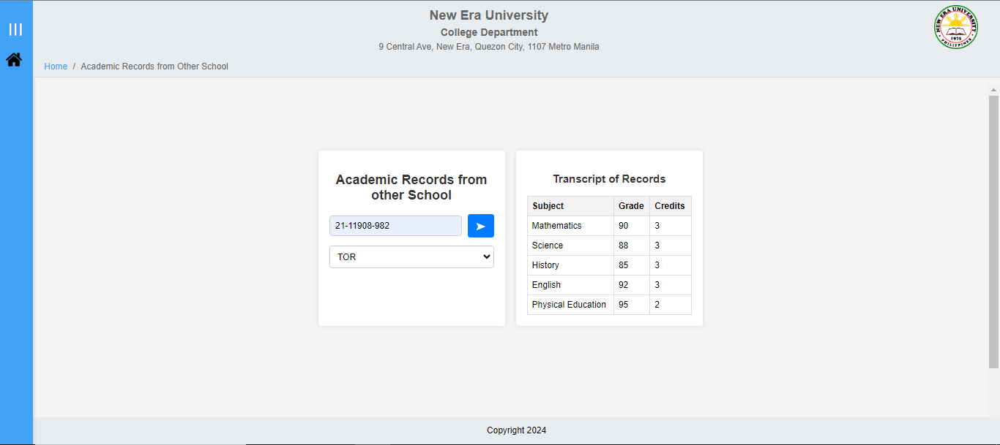 New Era University
College Department
9 Central Ave, New Era, Quezon City, 1107 Metro Manila
NEW ERA UNIVERSITY
1975
PHILIPPINES
Home / Academic Records from Other School
Academic Records from
other School
21-11908-982
TOR
Transcript of Records
Subject Grade Credits
Mathematics 90 3
Science 88 3
History 85 3
English 92 3
Physical Education 95 2
Copyright 2024